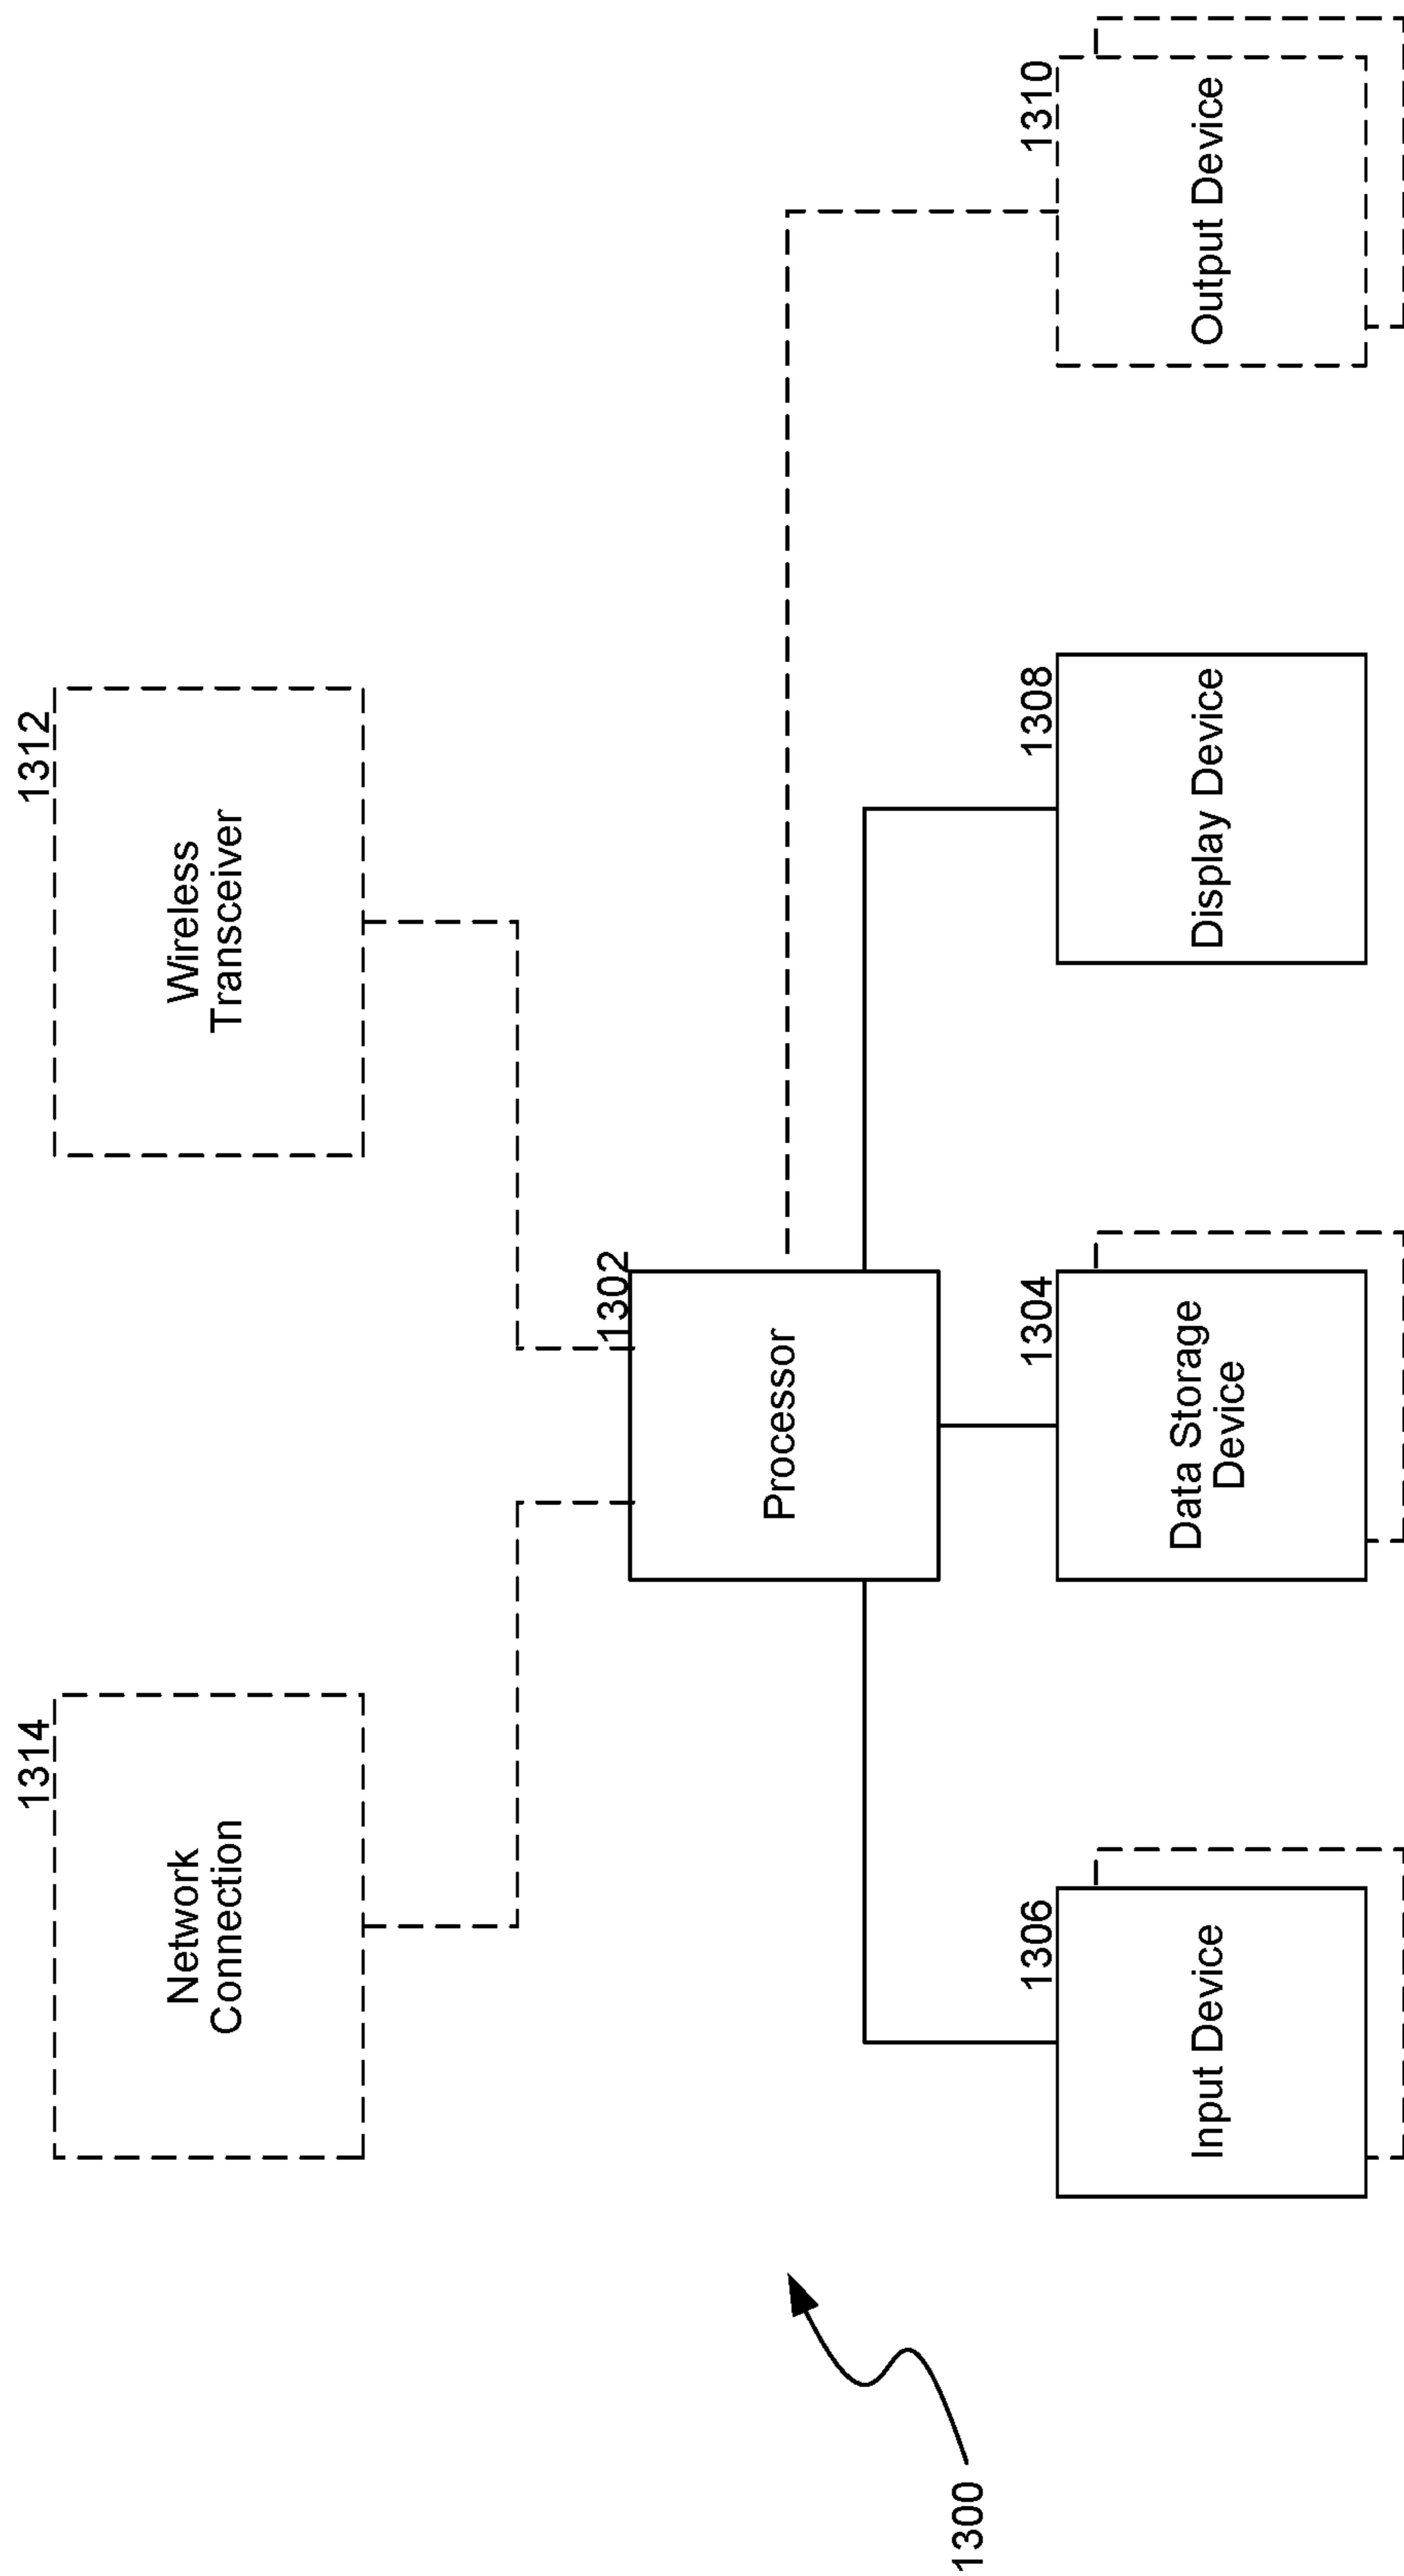 1314
Network
Connection
1312
Wireless
Transceiver
1302
Processor
1306
Input Device
1304
Data Storage
Device
1308
Display Device
1310
Output Device
1300